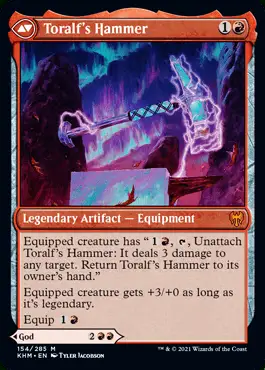 Toralf's Hammer 1
Legendary Artifact — Equipment
Equipped creature has "1, , Unattach
Toralf's Hammer: It deals 3 damage to
any target. Return Toralf's Hammer to its
owner's hand."
Equipped creature gets +3/+0 as long
as it's legendary.
Equip 1
God 2
154/285 M
KHM • EN Tyler Jacobson ™ & © 2021 Wizards of the Coast